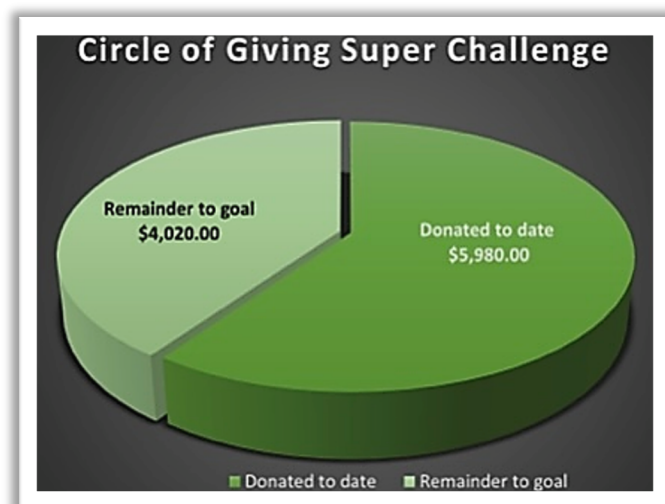 Circle of Giving Super Challenge
Remainder to goal
$4,020.00
Donated to date
$5,980.00
Donated to date Remainder to goal